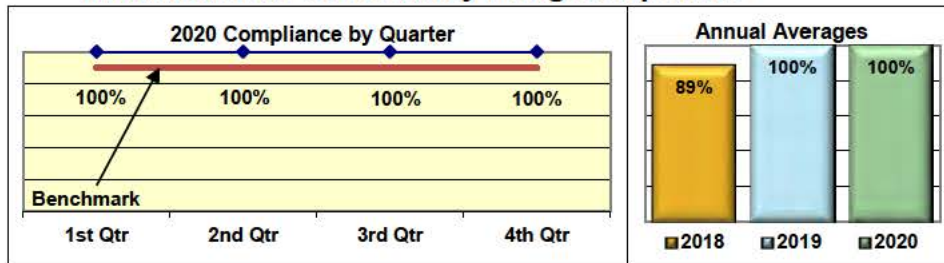 2020 Compliance by Quarter
100% 100% 100% 100%
Benchmark
1st Qtr 2nd Qtr 3rd Qtr 4th Qtr
Annual Averages
89% 100% 100%
2018 2019 2020